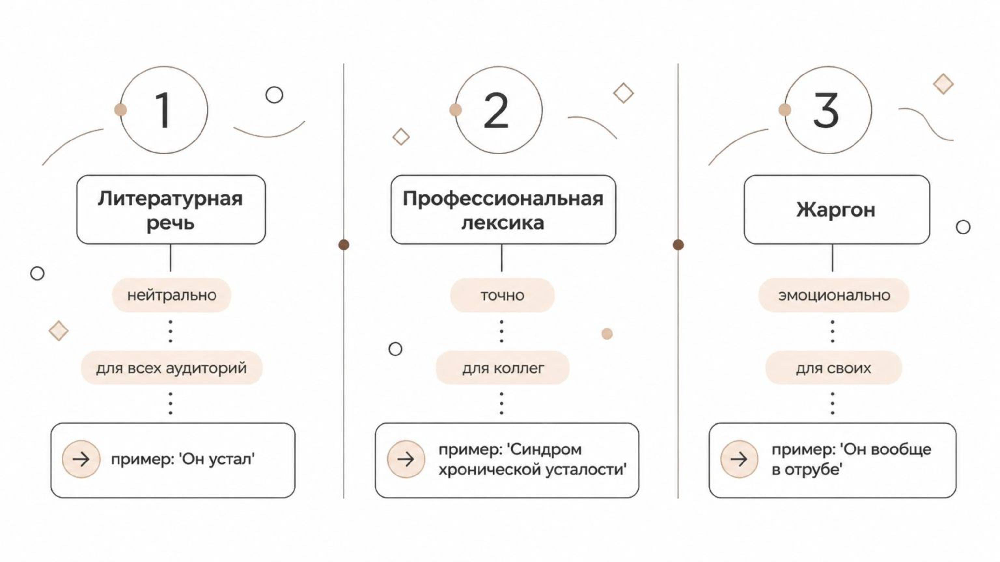 1
Литературная
речь
нейтрально
для всех аудиторий
пример: 'Он устал'
2
Профессиональная
лексика
точно
для коллег
пример: 'Синдром
хронической усталости'
3
Жаргон
эмоционально
для своих
пример: 'Он вообще
в отрубе'